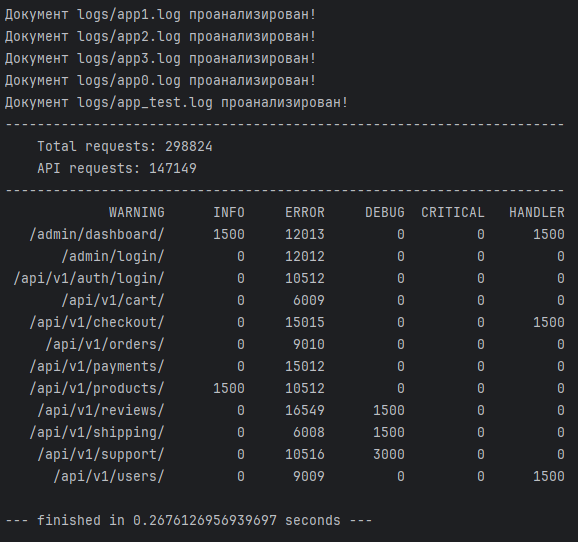 Документ logs/app1.log проанализирован!
Документ logs/app2.log проанализирован!
Документ logs/app3.log проанализирован!
Документ logs/app0.log проанализирован!
Документ logs/app_test.log проанализирован!
----------------------------------------------------------------------
Total requests: 298824
API requests: 147149
----------------------------------------------------------------------
WARNING INFO ERROR DEBUG CRITICAL HANDLER
/admin/dashboard/ 1500 12013 0 0 1500
/admin/login/ 0 12012 0 0 0
/api/v1/auth/login/ 0 10512 0 0 0
/api/v1/cart/ 0 6009 0 0 0
/api/v1/checkout/ 0 15015 0 0 1500
/api/v1/orders/ 0 9010 0 0 0
/api/v1/payments/ 0 15012 0 0 0
/api/v1/products/ 1500 10512 0 0 0
/api/v1/reviews/ 0 16549 1500 0 0
/api/v1/shipping/ 0 6008 1500 0 0
/api/v1/support/ 0 10516 3000 0 0
/api/v1/users/ 0 9009 0 0 1500
--- finished in 0.2676126956939697 seconds ---